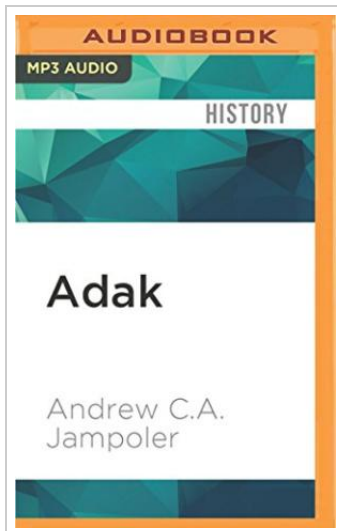 AUDIOBOOK
MP3 AUDIO
HISTORY
Adak
Andrew C.A.
Jampoler